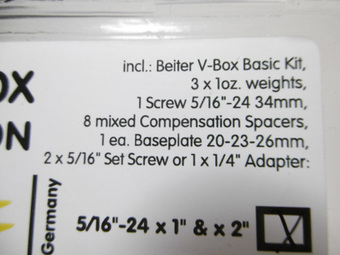 incl.: Beiter V-Box Basic Kit,
3 x 1oz. weights,
OX
1 Screw 5/16"-24 34mm,
8 mixed Compensation Spacers,
ON
1 ea. Baseplate 20-23-26mm,
2 x 5/16" Set Screw or 1 x 1/4" Adapter:
Germany
5/16"-24 x 1" & x 2"